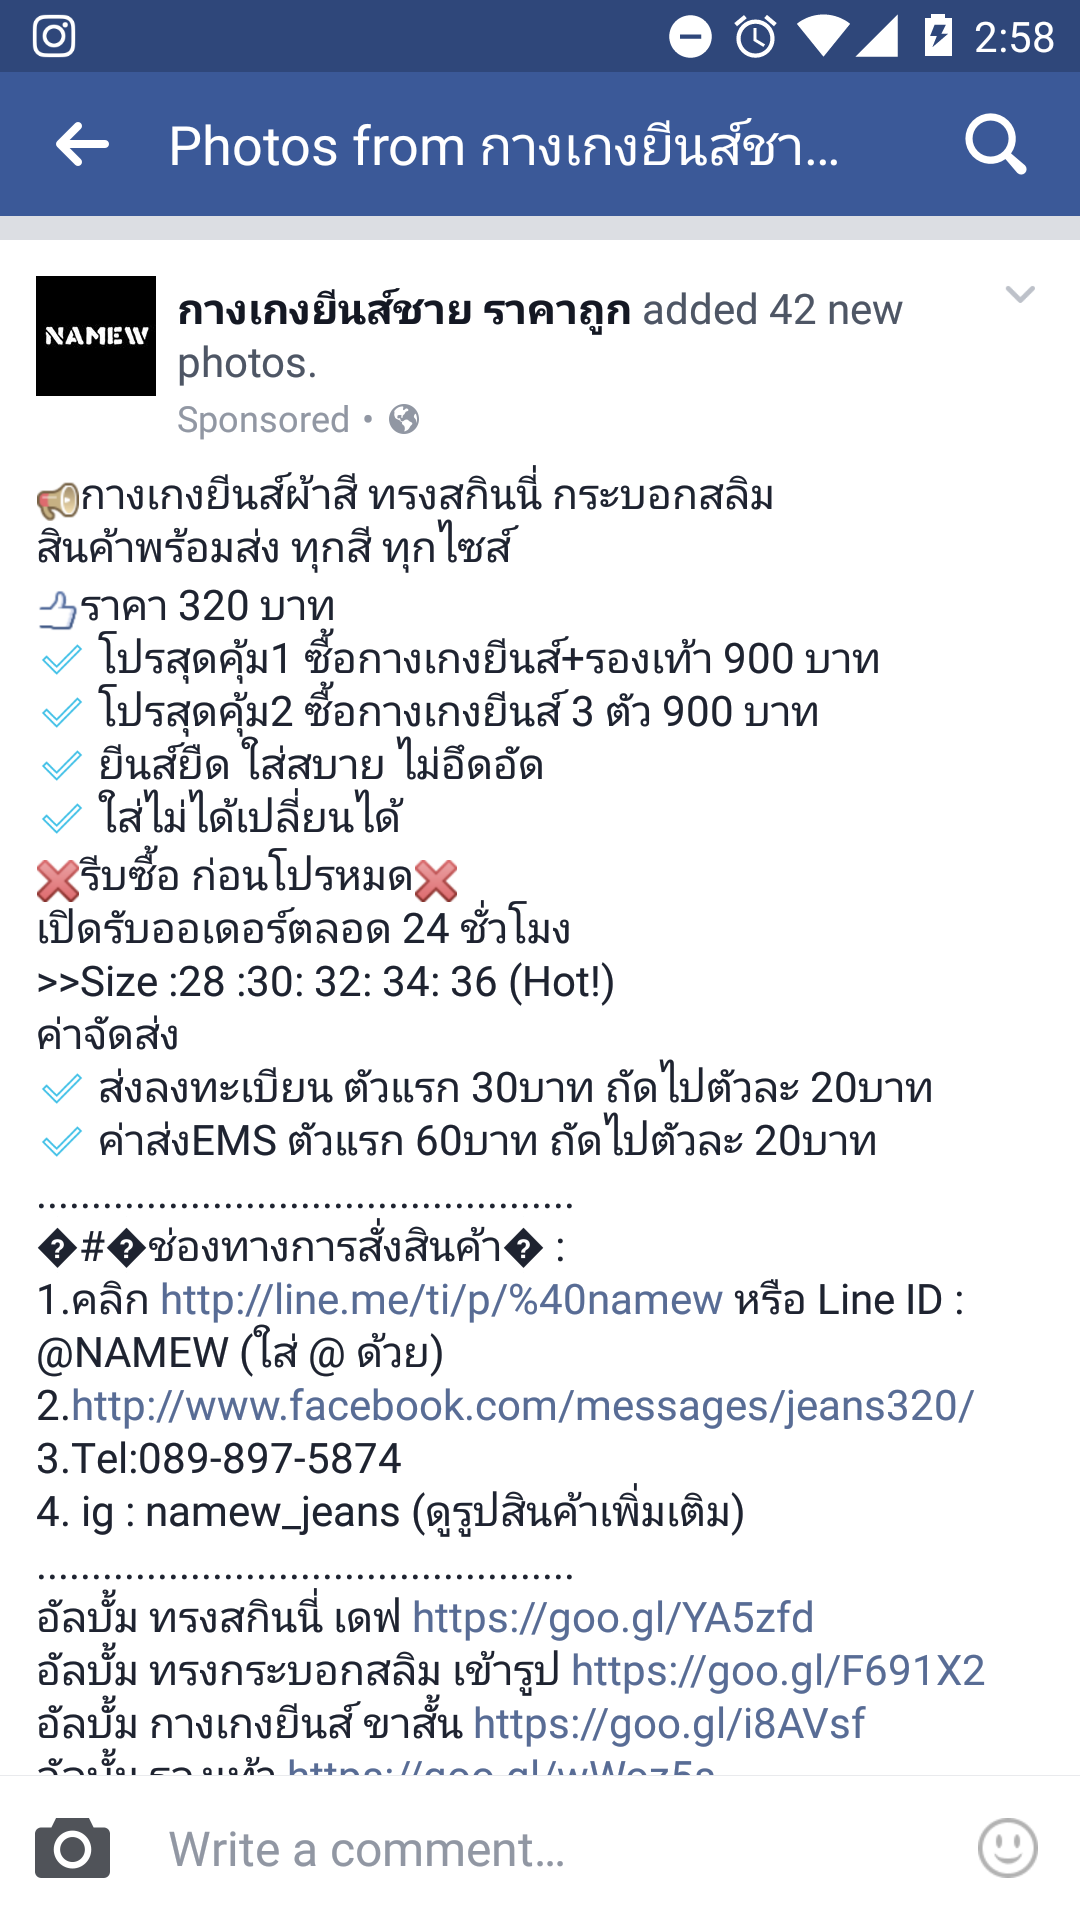 2:58
Photos from กางเกงยีนส์ชา...
NAMEW
กางเกงยีนส์ชาย ราคาถูก added 42 new
photos.
Sponsored •
กางเกงยีนส์ผ้าสี ทรงสกินนี่ กระบอกสลิม
สินค้าพร้อมส่ง ทุกสี ทุกไซส์
ราคา 320 บาท
โปรสุดคุ้ม1 ซื้อกางเกงยีนส์+รองเท้า 900 บาท
โปรสุดคุ้ม2 ซื้อกางเกงยีนส์ 3 ตัว 900 บาท
ยีนส์ยืด ใส่สบาย ไม่อึดอัด
ใส่ไม่ได้เปลี่ยนได้
❌รีบซื้อ ก่อนโปรหมด❌
เปิดรับออเดอร์ตลอด 24 ชั่วโมง
>>Size :28 :30: 32: 34: 36 (Hot!)
ค่าจัดส่ง
ส่งลงทะเบียน ตัวแรก 30บาท ถัดไปตัวละ 20บาท
ค่าส่งEMS ตัวแรก 60บาท ถัดไปตัวละ 20บาท
.................................................
�#�ช่องทางการสั่งสินค้า� :
1.คลิก http://line.me/ti/p/%40namew หรือ Line ID :
@NAMEW (ใส่ @ ด้วย)
2.http://www.facebook.com/messages/jeans320/
3.Tel:089-897-5874
4. ig : namew_jeans (ดูรูปสินค้าเพิ่มเติม)
.................................................
อัลบั้ม ทรงสกินนี่ เดฟ https://goo.gl/YA5zfd
อัลบั้ม ทรงกระบอกสลิม เข้ารูป https://goo.gl/F691X2
อัลบั้ม กางเกงยีนส์ ขาสั้น https://goo.gl/i8AVsf
อัลบั้ม รองเท้า
Write a comment...